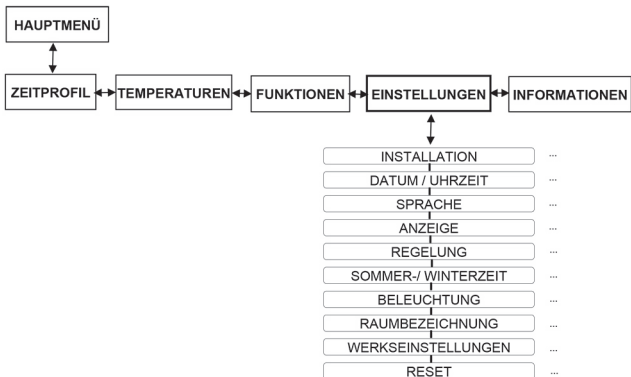 HAUPTMENÜ
ZEITPROFIL TEMPERATUREN FUNKTIONEN EINSTELLUNGEN INFORMATIONEN
INSTALLATION ...
DATUM / UHRZEIT ...
SPRACHE ...
ANZEIGE ...
REGELUNG ...
SOMMER-/ WINTERZEIT ...
BELEUCHTUNG ...
RAUMBEZEICHNUNG ...
WERKSEINSTELLUNGEN ...
RESET ...